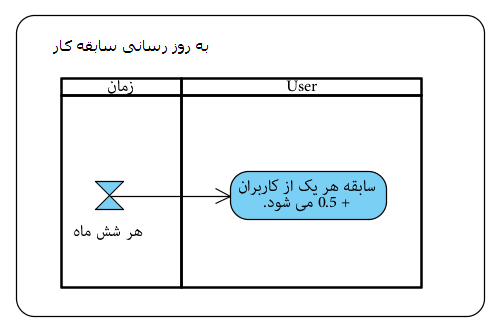 به روز رسانی سابقه کار
زمان
User
سابقه هر یک از کاربران
+ 0.5 می شود.
هر شش ماه